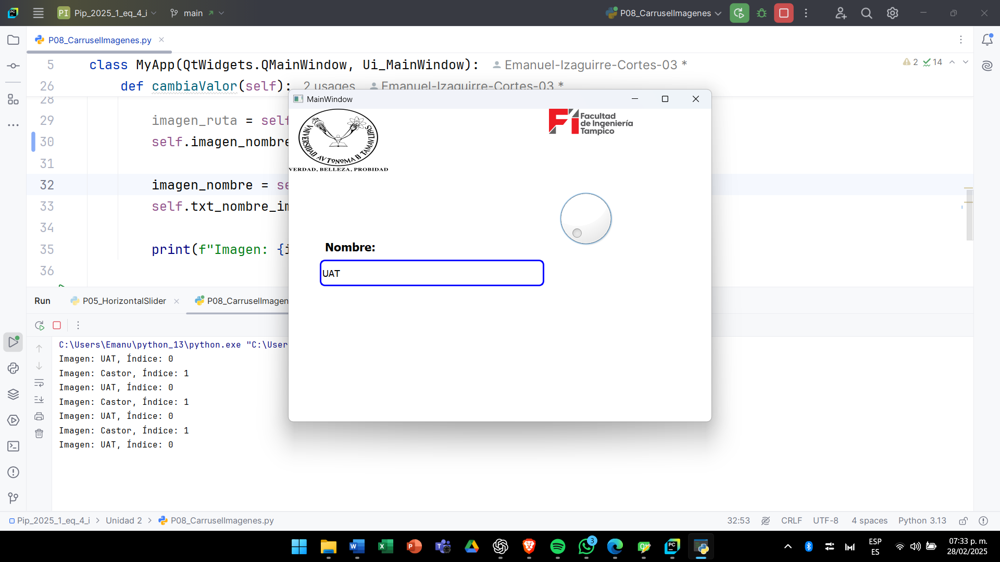 PI Pip_2025_1_eq_4_i main P08_CarruselImagenes
P08_CarruselImagenes.py
5 class MyApp(QtWidgets.QMainWindow, Ui_MainWindow): Emanuel-Izaguirre-Cortes-03 *
2 14
26 def cambiaValor(self): 2 usages Emanuel-Izaguirre-Cortes-03 *
28
29 imagen_ruta = self
30 self.imagen_nombre
31
32 imagen_nombre = se
33 self.txt_nombre_im
34
35 print(f"Imagen: {i
36
MainWindow
UNIVERSIDAD AVTONOMA D TAMAVLIPAS
VERDAD, BELLEZA, PROBIDAD
Facultad
de Ingeniería
Tampico
Nombre:
UAT
Run P05_HorizontalSlider P08_CarruselImagen
C:\Users\Emanu\python_13\python.exe "C:\User
Imagen: UAT, Índice: 0
Imagen: Castor, Índice: 1
Imagen: UAT, Índice: 0
Imagen: Castor, Índice: 1
Imagen: UAT, Índice: 0
Imagen: Castor, Índice: 1
Imagen: UAT, Índice: 0
Pip_2025_1_eq_4_i > Unidad 2 > P08_CarruselImagenes.py
32:53 CRLF UTF-8 4 spaces Python 3.13
3
ESP
ES
07:33 p. m.
28/02/2025